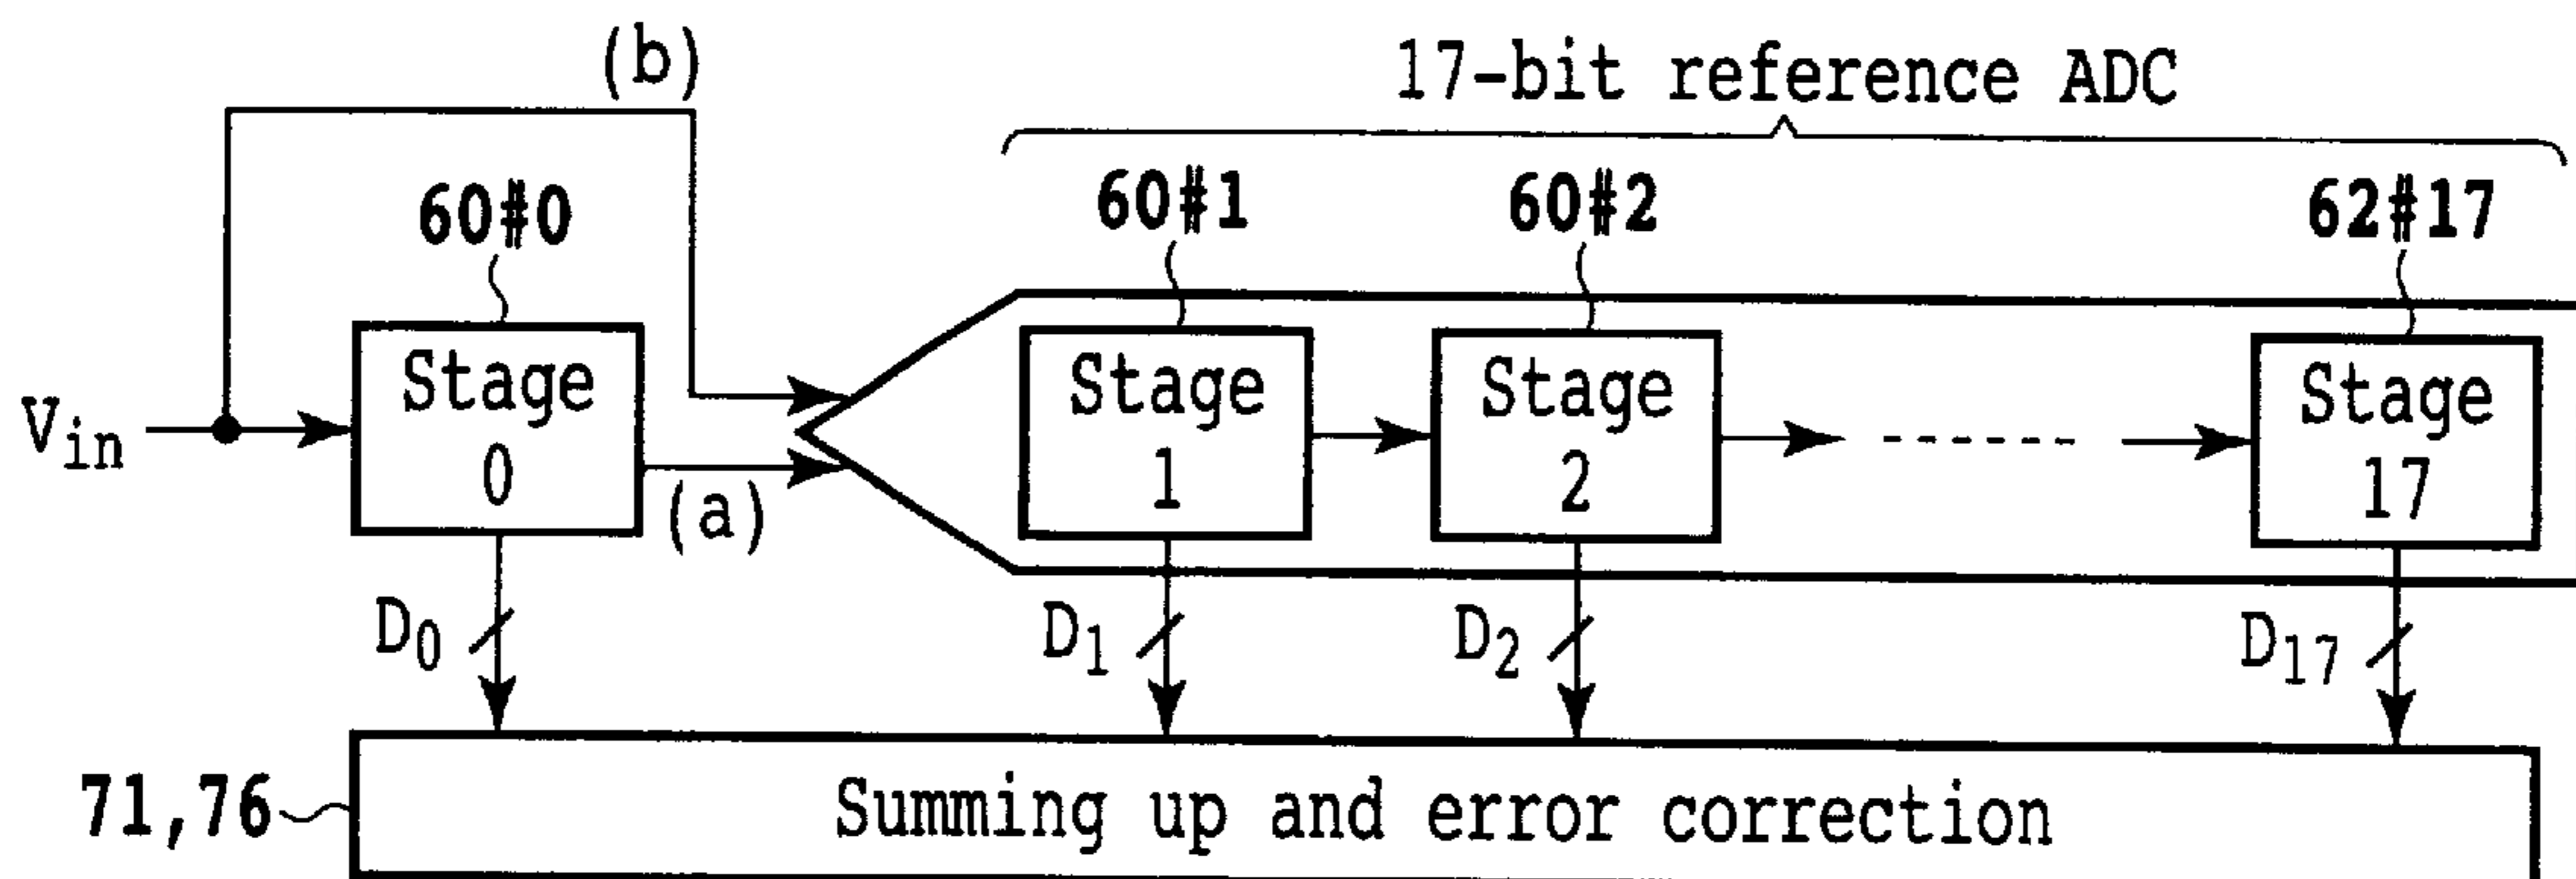 (b)
17-bit reference ADC
60#0
60#1
60#2
62#17
Vin
Stage
0
(a)
Stage
1
Stage
2
Stage
17
D0
D1
D2
D17
71,76
Summing up and error correction